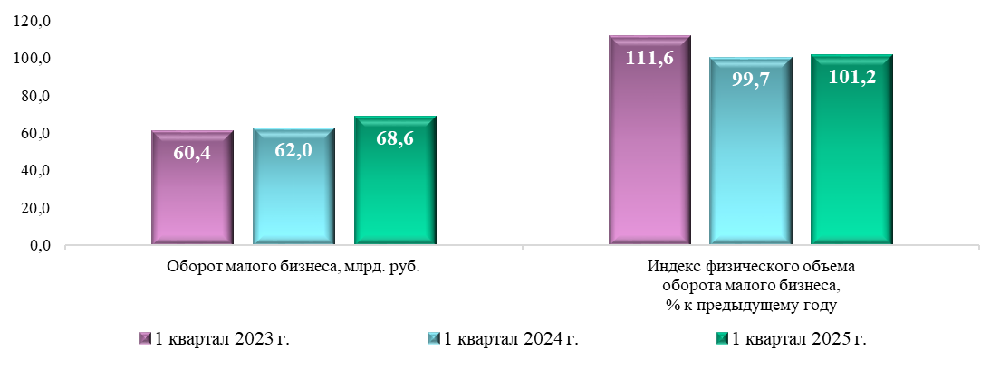 120,0
100,0
80,0
60,0
40,0
20,0
0,0
60,4
62,0
68,6
111,6
99,7
101,2
Оборот малого бизнеса, млрд. руб.
Индекс физического объема
оборота малого бизнеса,
% к предыдущему году
1 квартал 2023 г.
1 квартал 2024 г.
1 квартал 2025 г.